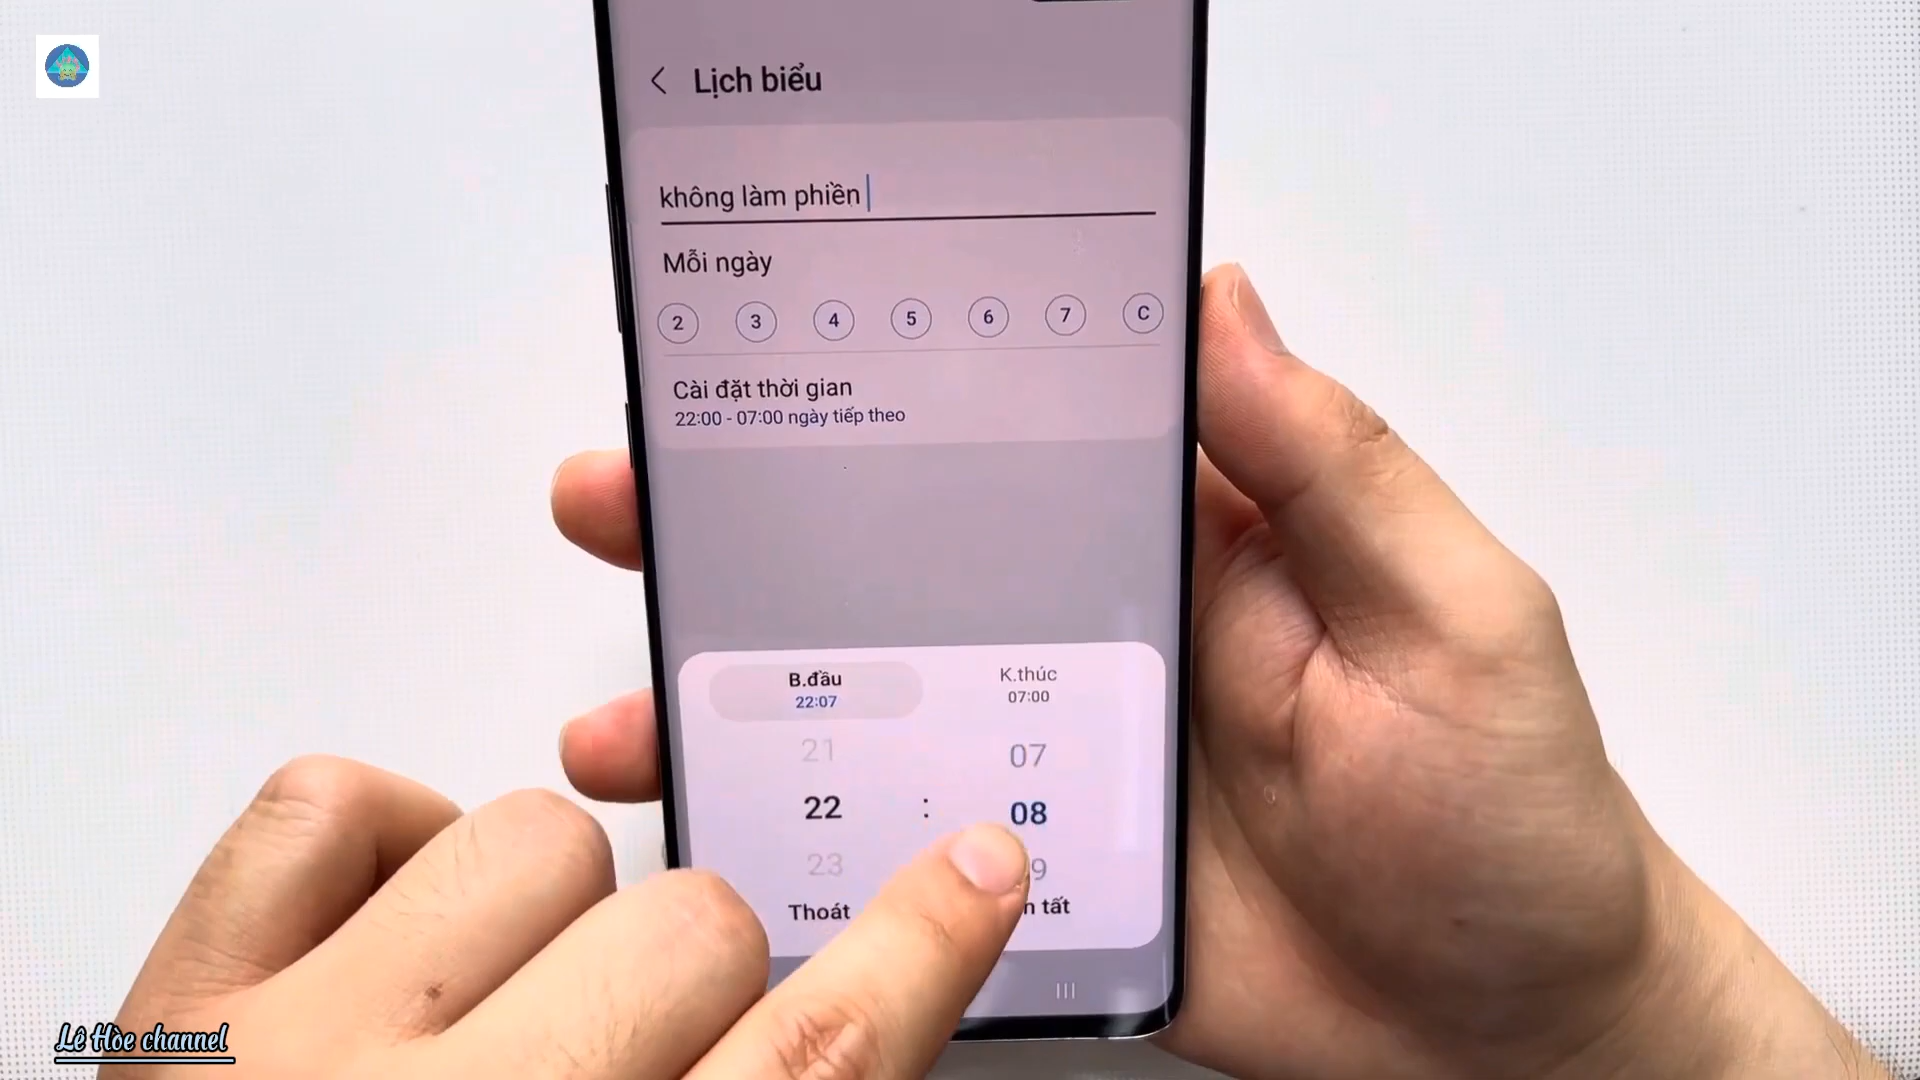 Lịch biểu
không làm phiền
Mỗi ngày
2 3 4 5 6 7 C
Cài đặt thời gian
22:00 - 07:00 ngày tiếp theo
B.đầu K.thúc
22:07 07:00
21 07
22 : 08
23 9
Thoát n tất
Lê Hòe channel